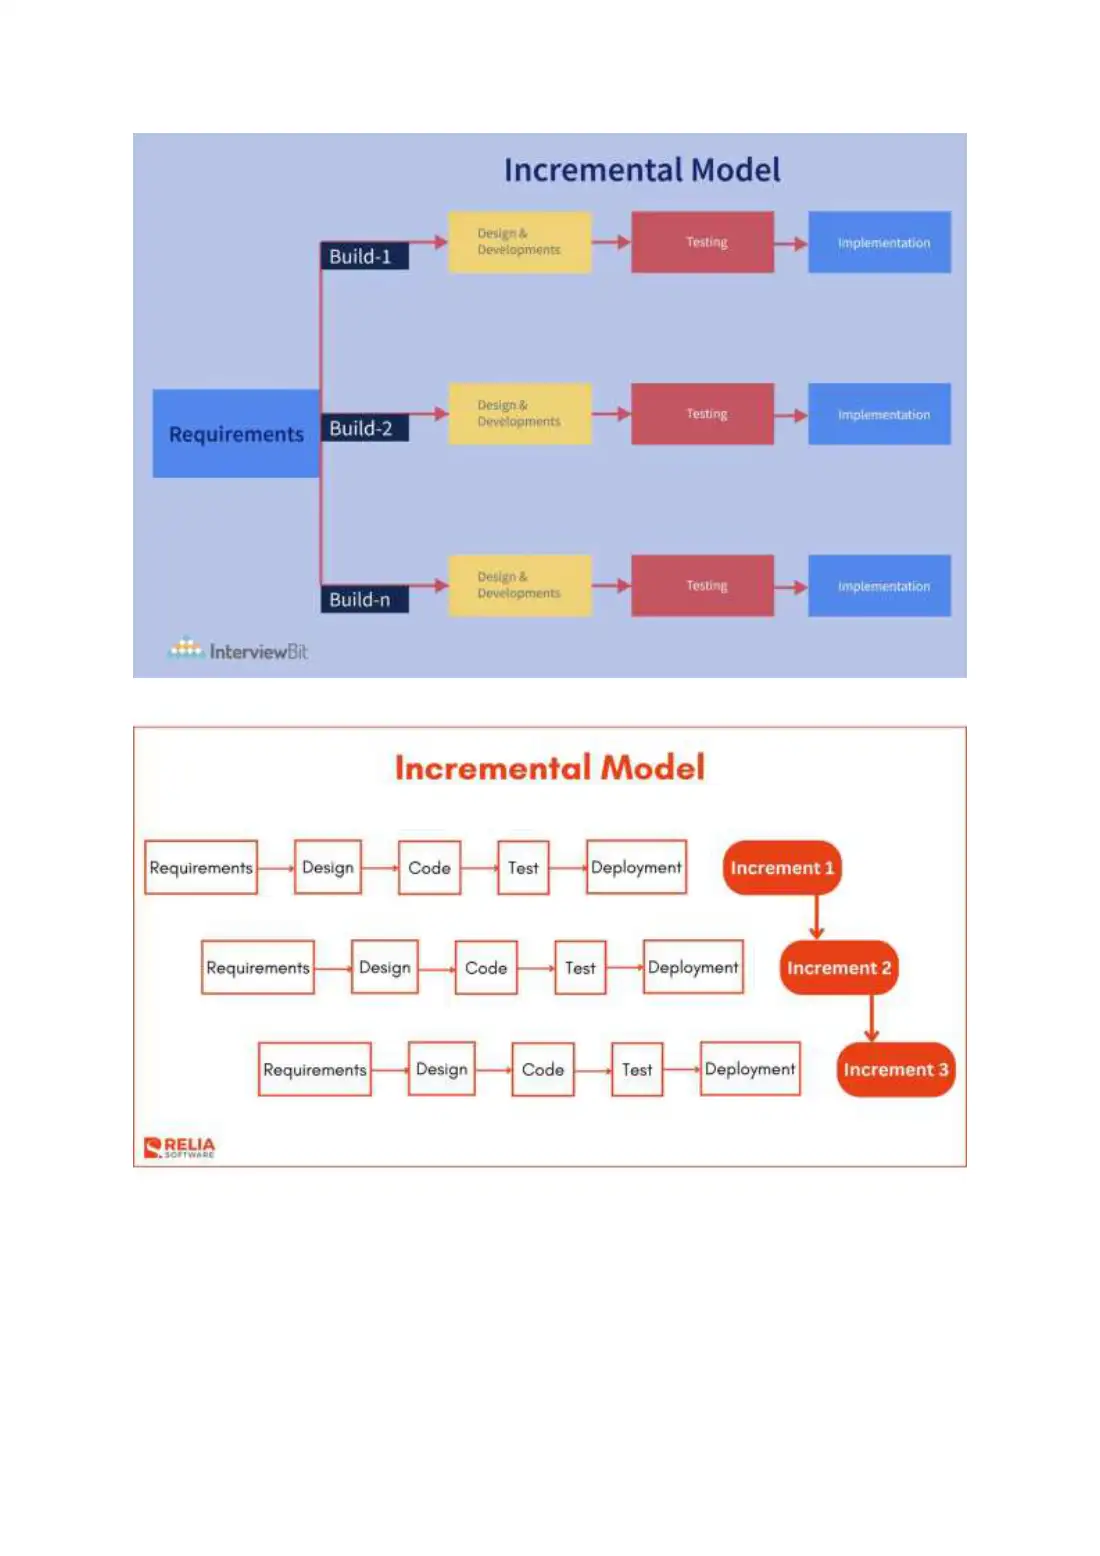 Incremental Model
Design &
Developments
Testing
Implementation
Build-1
Design &
Developments
Testing
Implementation
Requirements
Build-2
Design &
Developments
Testing
Implementation
Build-n
InterviewBit
Incremental Model
Requirements Design Code Test Deployment Increment 1
Requirements Design Code Test Deployment Increment 2
Requirements Design Code Test Deployment Increment 3
RELIA
SOFTWARE